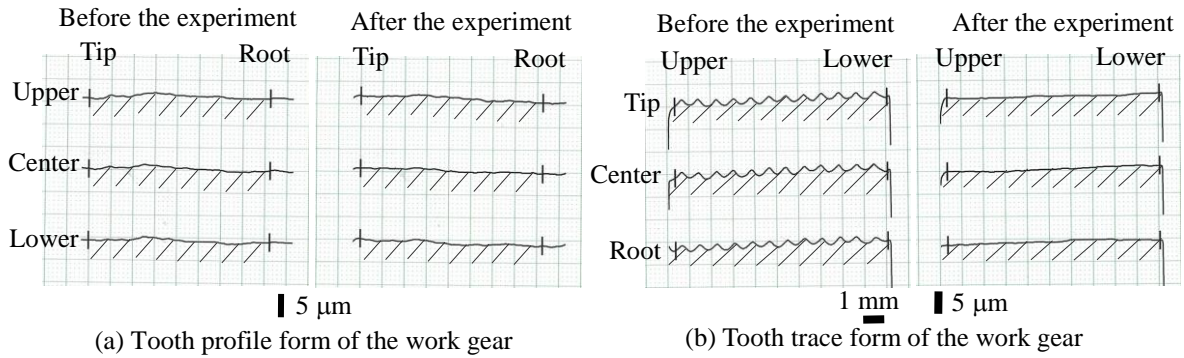 Before the experiment
After the experiment
Tip Root
Tip Root
Upper
Center
Lower
5 μm
(a) Tooth profile form of the work gear
Before the experiment
After the experiment
Upper Lower
Upper Lower
Tip
Center
Root
1 mm
5 μm
(b) Tooth trace form of the work gear